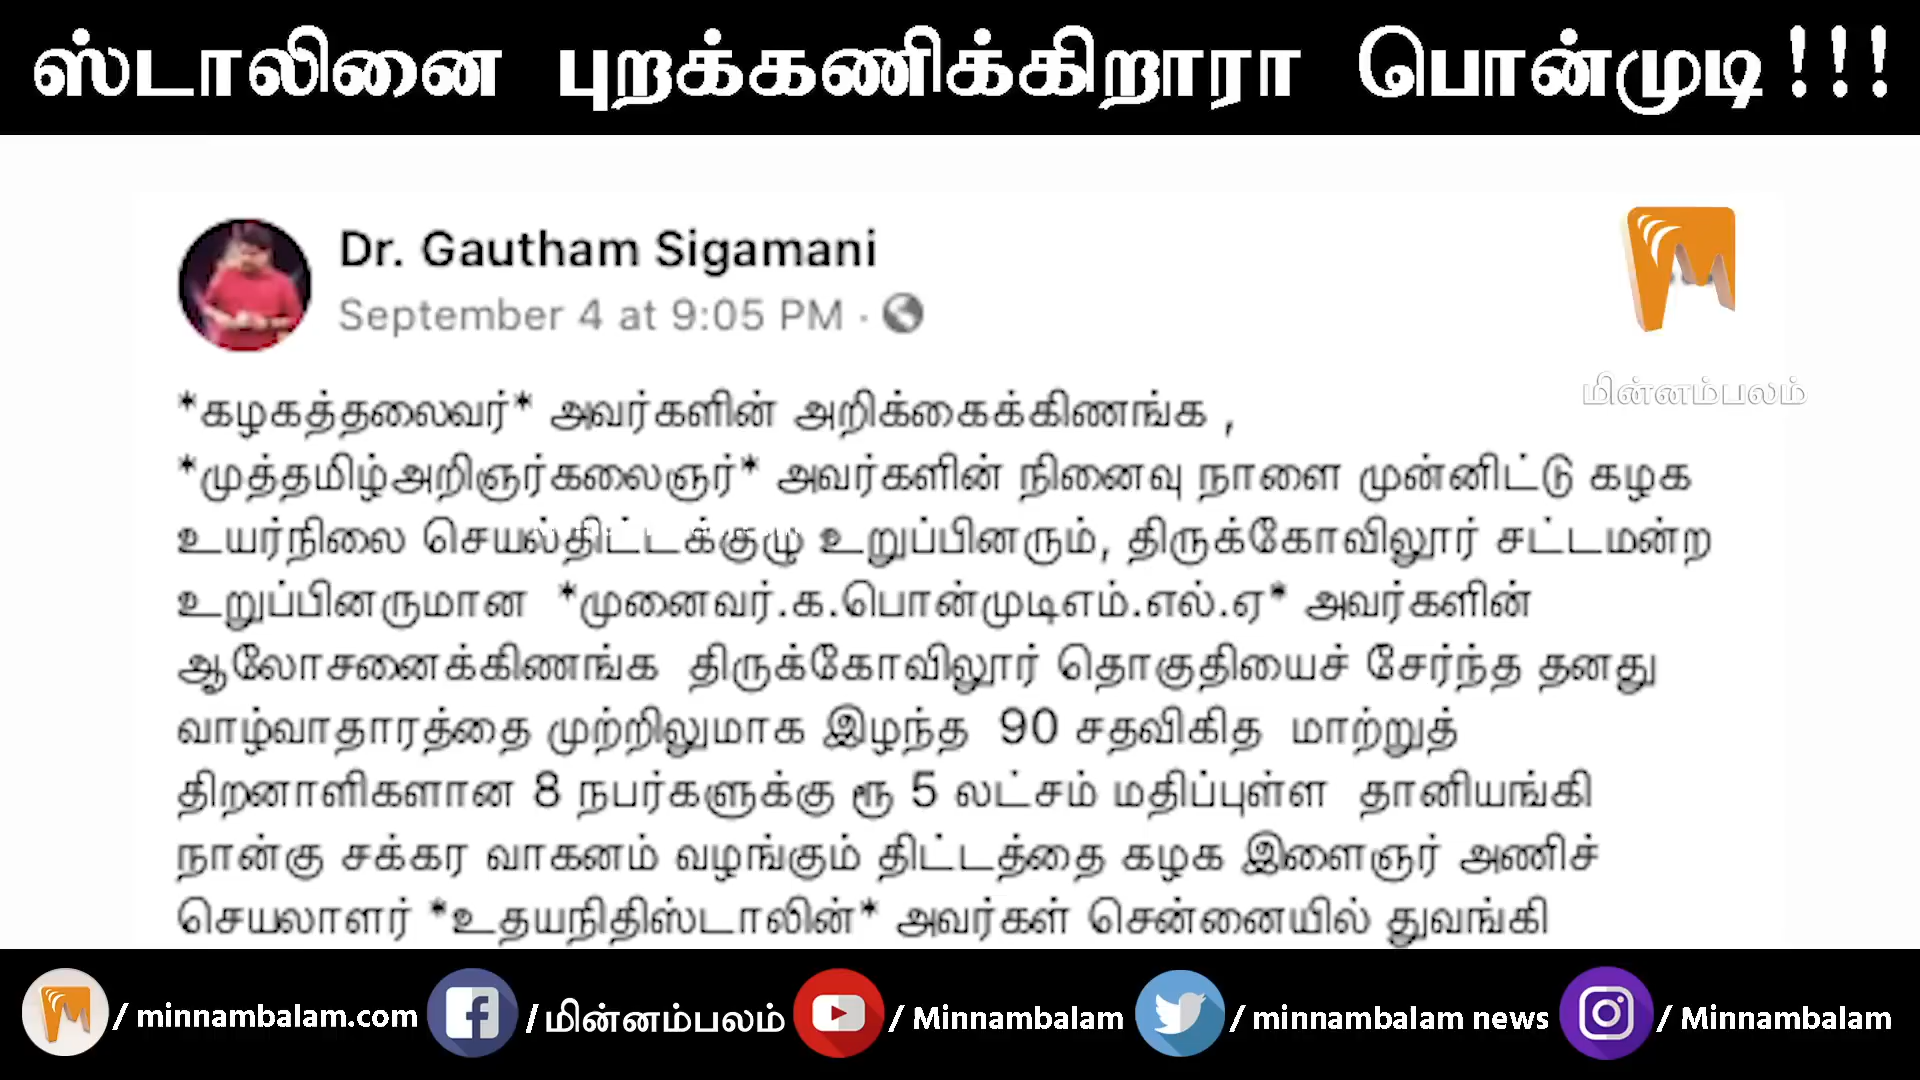 ஸ்டாலினை புறக்கணிக்கிறாரா பொன்முடி!!!
Dr. Gautham Sigamani
September 4 at 9:05 PM ·
மின்னம்பலம்
*கழகத்தலைவர்* அவர்களின் அறிக்கைக்கிணங்க ,
*முத்தமிழ்அறிஞர்கலைஞர்* அவர்களின் நினைவு நாளை முன்னிட்டு கழக
உயர்நிலை செயல்திட்டக்குழு உறுப்பினரும், திருக்கோவிலூர் சட்டமன்ற
உறுப்பினருமான *முனைவர்.க.பொன்முடிஎம்.எல்.ஏ* அவர்களின்
ஆலோசனைக்கிணங்க திருக்கோவிலூர் தொகுதியைச் சேர்ந்த தனது
வாழ்வாதாரத்தை முற்றிலுமாக இழந்த 90 சதவிகித மாற்றுத்
திறனாளிகளான 8 நபர்களுக்கு ரூ 5 லட்சம் மதிப்புள்ள தானியங்கி
நான்கு சக்கர வாகனம் வழங்கும் திட்டத்தை கழக இளைஞர் அணிச்
செயலாளர் *உதயநிதிஸ்டாலின்* அவர்கள் சென்னையில் துவங்கி
/ minnambalam.com / மின்னம்பலம் / Minnambalam / minnambalam news / Minnambalam